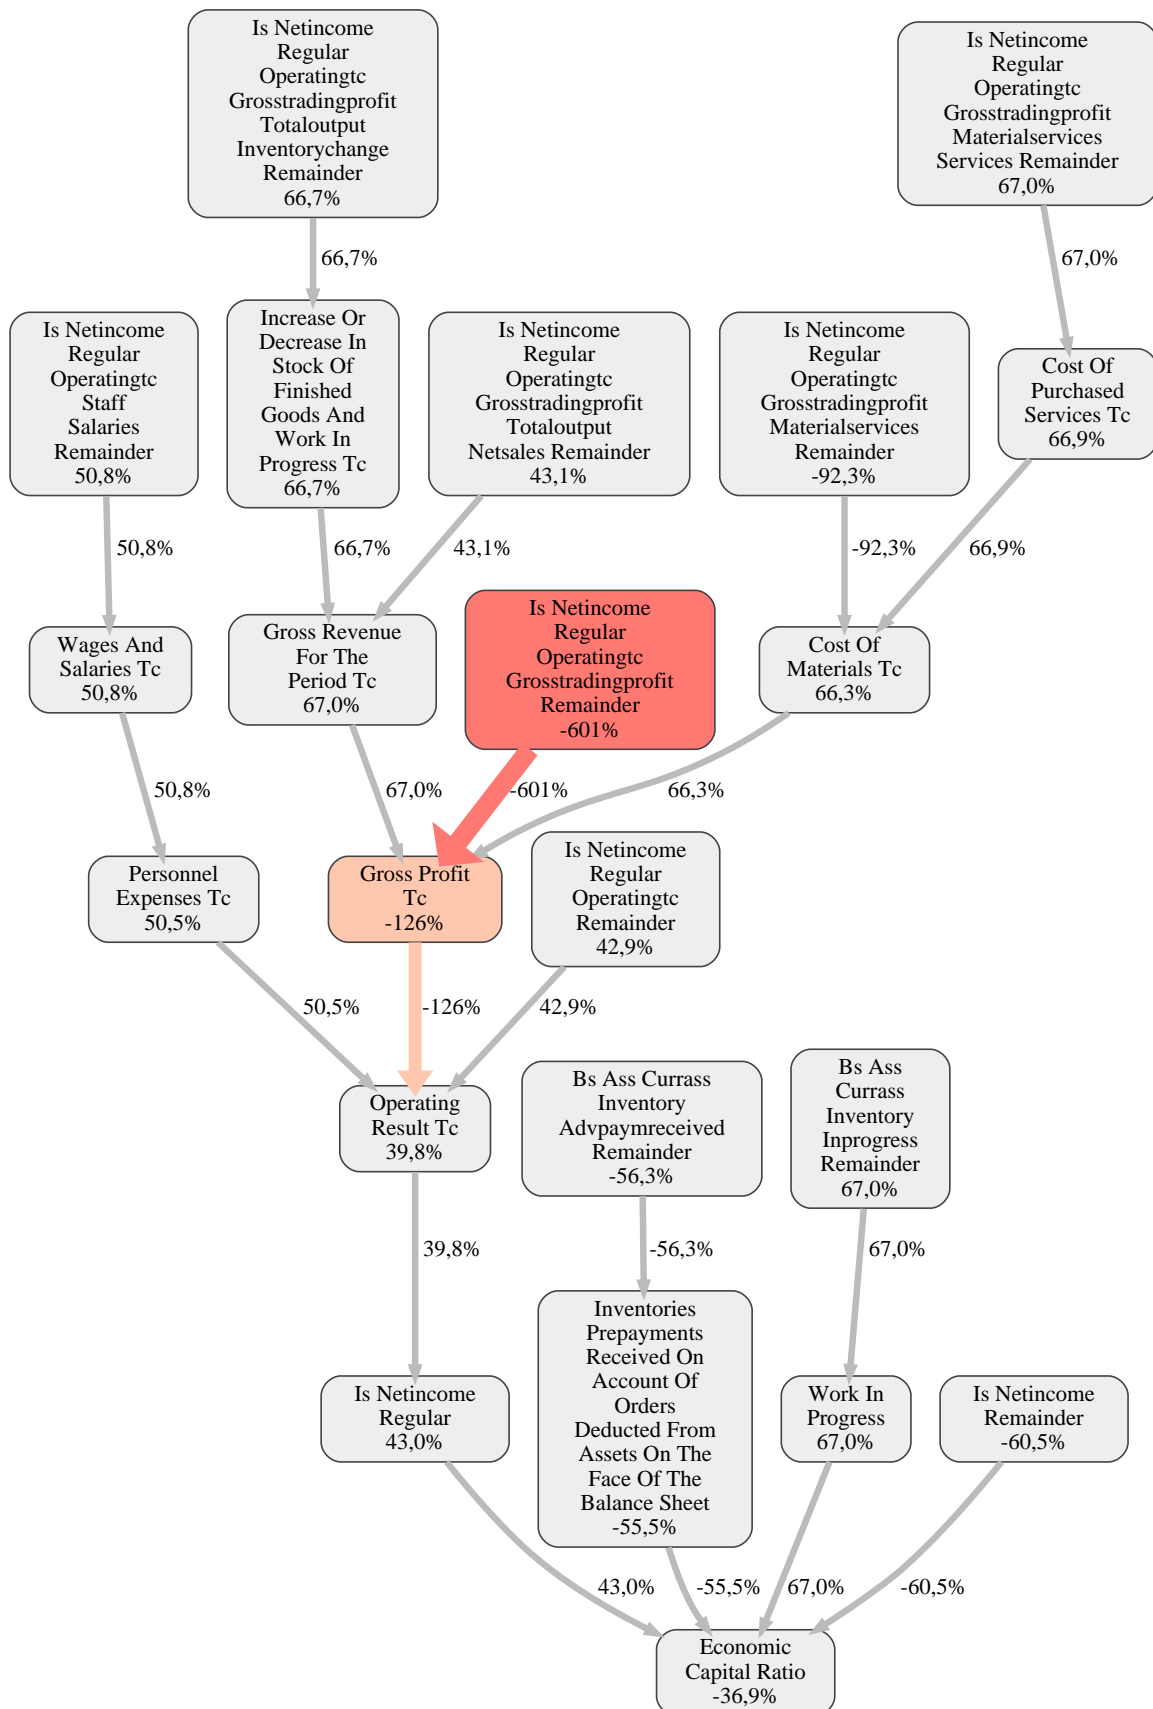 Is Netincome
Regular
Operatingtc
Grosstradingprofit
Totaloutput
Inventorychange
Remainder
66,7%
Is Netincome
Regular
Operatingtc
Grosstradingprofit
Materialservices
Services Remainder
67,0%
66,7%
67,0%
Is Netincome
Regular
Operatingtc
Staff
Salaries
Remainder
50,8%
Increase Or
Decrease In
Stock Of
Finished
Goods And
Work In
Progress Tc
66,7%
Is Netincome
Regular
Operatingtc
Grosstradingprofit
Totaloutput
Netsales Remainder
43,1%
Is Netincome
Regular
Operatingtc
Grosstradingprofit
Materialservices
Remainder
-92,3%
Cost Of
Purchased
Services Tc
66,9%
50,8%
66,7%
43,1%
-92,3%
66,9%
Wages And
Salaries Tc
50,8%
Gross Revenue
For The
Period Tc
67,0%
Is Netincome
Regular
Operatingtc
Grosstradingprofit
Remainder
-601%
Cost Of
Materials Tc
66,3%
50,8%
67,0%
-601%
66,3%
Personnel
Expenses Tc
50,5%
Gross Profit
Tc
-126%
Is Netincome
Regular
Operatingtc
Remainder
42,9%
50,5%
-126%
42,9%
Operating
Result Tc
39,8%
Bs Ass Currass
Inventory
Advpaymreceived
Remainder
-56,3%
Bs Ass
Currass
Inventory
Inprogress
Remainder
67,0%
39,8%
-56,3%
67,0%
Is Netincome
Regular
43,0%
Inventories
Prepayments
Received On
Account Of
Orders
Deducted From
Assets On The
Face Of The
Balance Sheet
-55,5%
Work In
Progress
67,0%
Is Netincome
Remainder
-60,5%
43,0%
-55,5%
67,0%
-60,5%
Economic
Capital Ratio
-36,9%